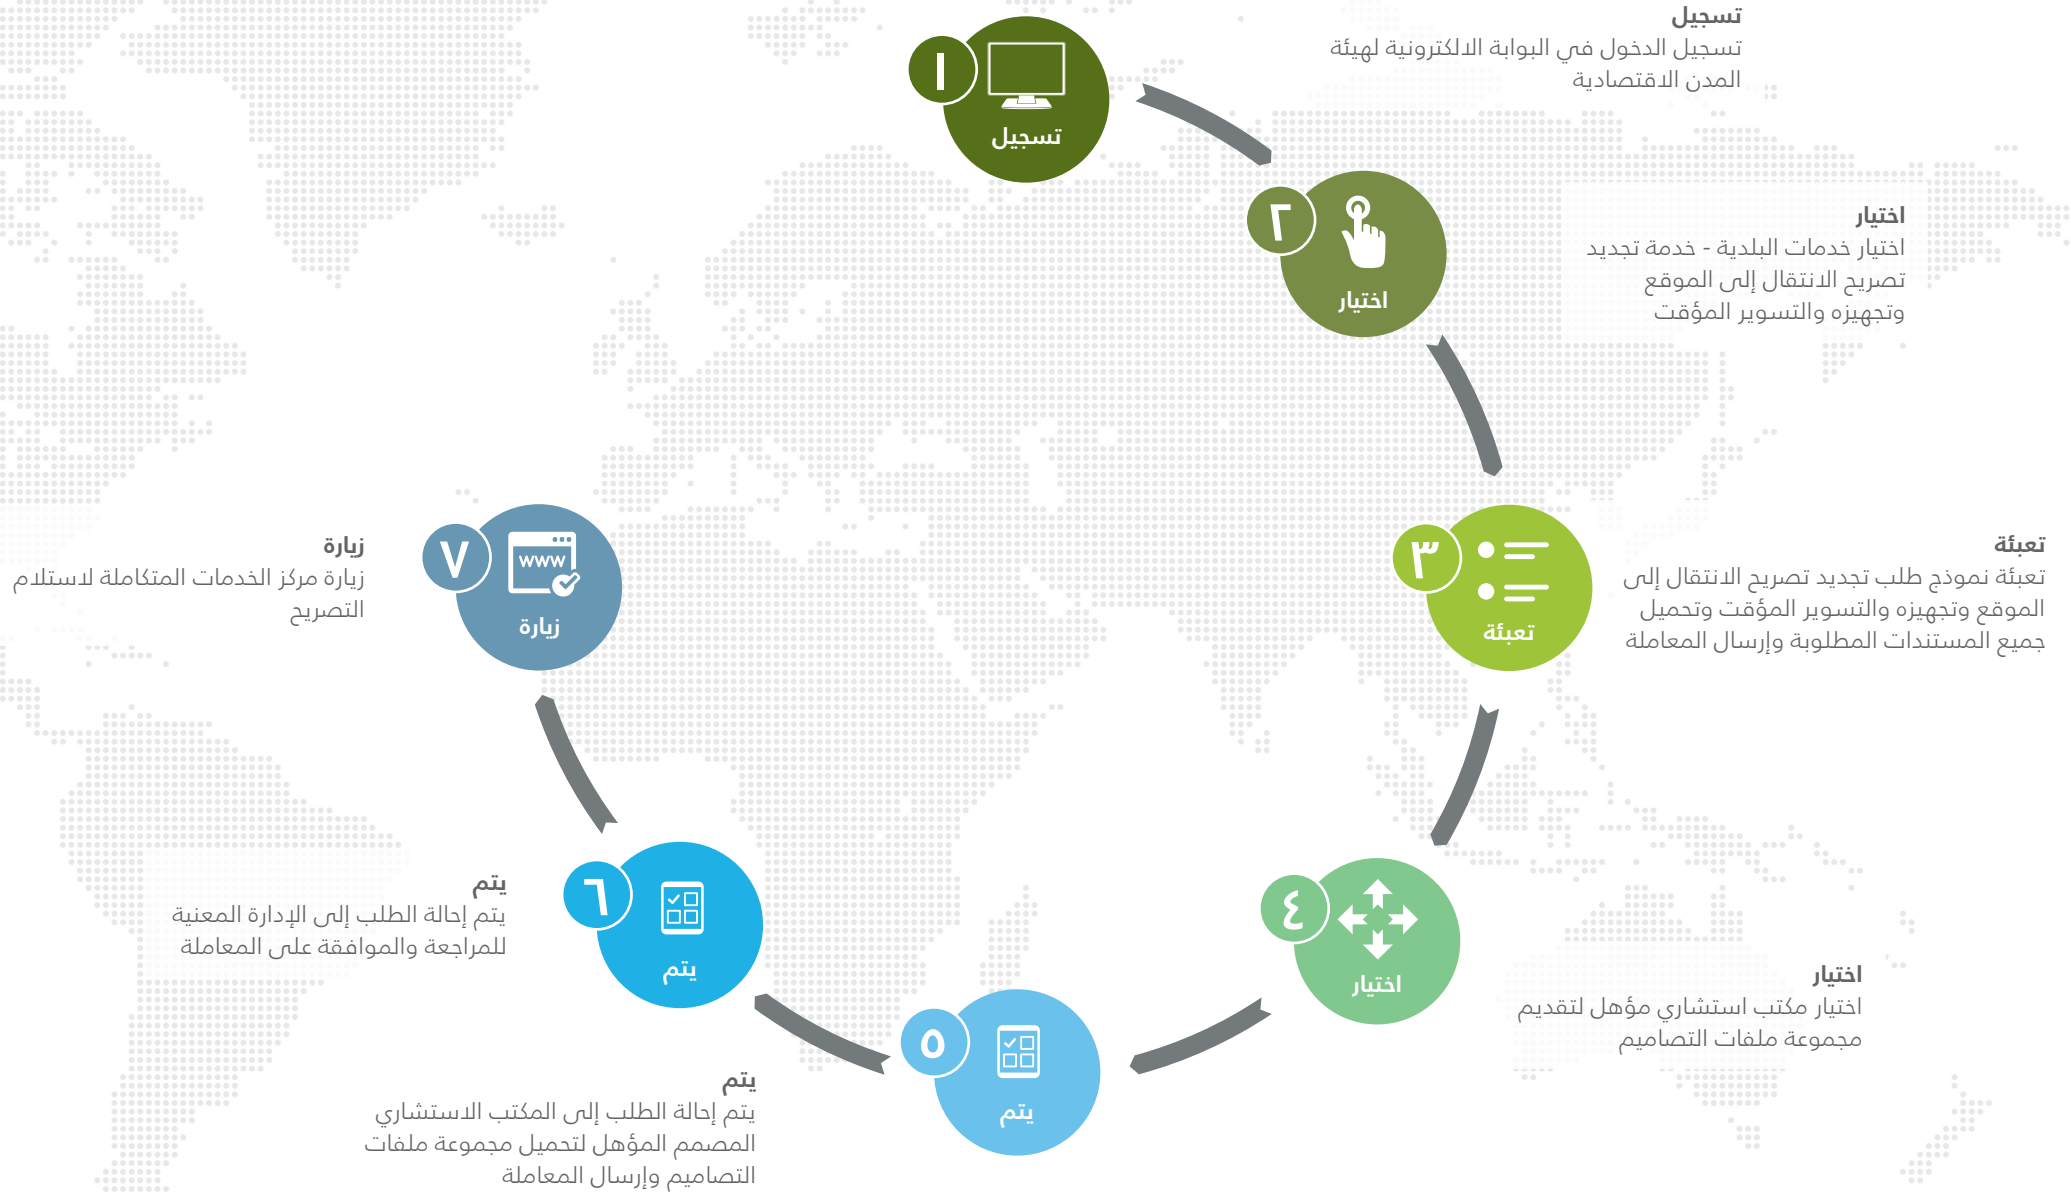 ١
تسجيل
تسجيل
تسجيل الدخول في البوابة الالكترونية لهيئة
المدن الاقتصادية
٢
اختيار
اختيار
اختيار خدمات البلدية - خدمة تجديد
تصريح الانتقال إلى الموقع
وتجهيزه والتسوير المؤقت
٣
تعبئة
تعبئة
تعبئة نموذج طلب تجديد تصريح الانتقال إلى
الموقع وتجهيزه والتسوير المؤقت وتحميل
جميع المستندات المطلوبة وإرسال المعاملة
٤
اختيار
اختيار
اختيار مكتب استشاري مؤهل لتقديم
مجموعة ملفات التصاميم
٥
يتم
يتم
يتم إحالة الطلب إلى المكتب الاستشاري
المصمم المؤهل لتحميل مجموعة ملفات
التصاميم وإرسال المعاملة
٦
يتم
يتم
يتم إحالة الطلب إلى الإدارة المعنية
للمراجعة والموافقة على المعاملة
٧
www
زيارة
زيارة
زيارة مركز الخدمات المتكاملة لاستلام
التصريح